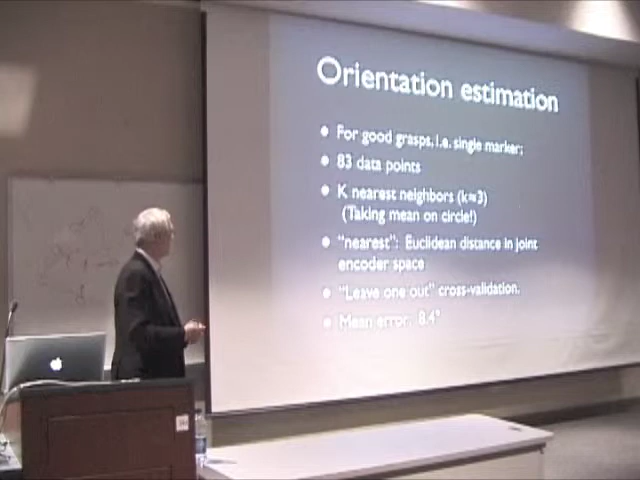 Orientation estimation
• For good grasps, i.e. single marker;
• 83 data points
• K nearest neighbors (k=3)
(Taking mean on circle!)
• "nearest": Euclidean distance in joint
encoder space
• "Leave one out" cross-validation.
• Mean error: 8.4°